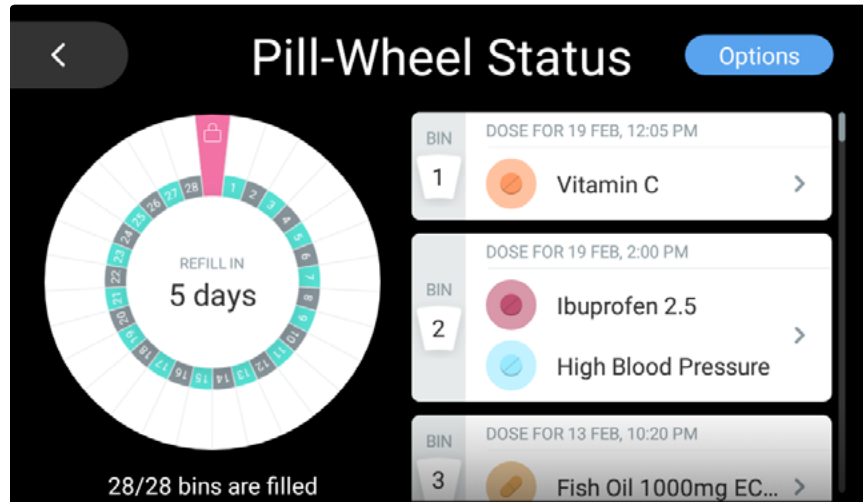 Pill-Wheel Status
Options
REFILL IN
5 days
1
2
3
4
5
6
7
8
9
10
11
12
13
14
15
16
17
18
19
20
21
22
23
24
25
26
27
28
28/28 bins are filled
BIN
1
DOSE FOR 19 FEB, 12:05 PM
Vitamin C
BIN
2
DOSE FOR 19 FEB, 2:00 PM
Ibuprofen 2.5
High Blood Pressure
BIN
3
DOSE FOR 13 FEB, 10:20 PM
Fish Oil 1000mg EC...